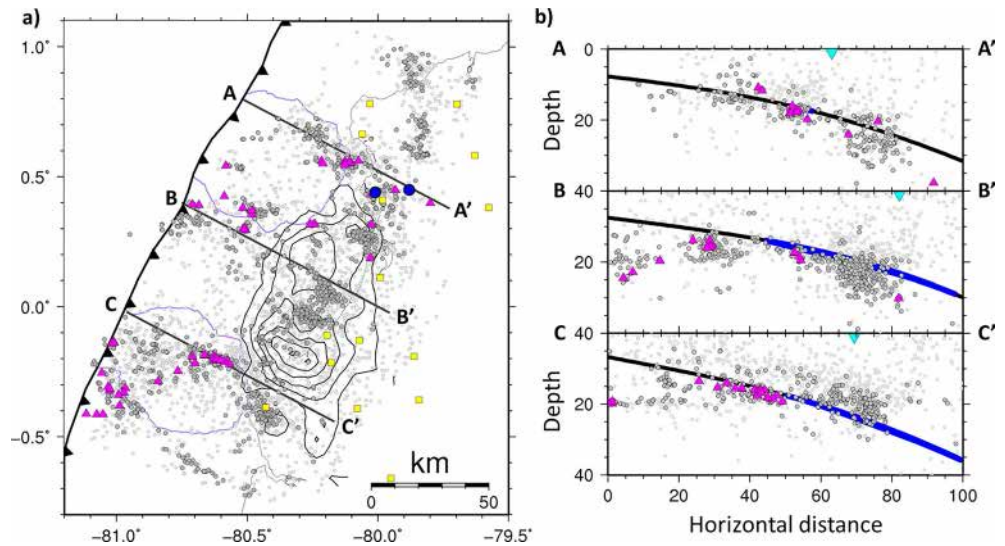 a)
1.0°
0.5°
0.0°
−0.5°
−81.0° −80.5° −80.0° −79.5°
A
A'
B
B'
C
C'
km
0 50
b)
A A'
0
20
40
Depth
B B'
20
40
C C'
20
40
Depth
0 20 40 60 80 100
Horizontal distance